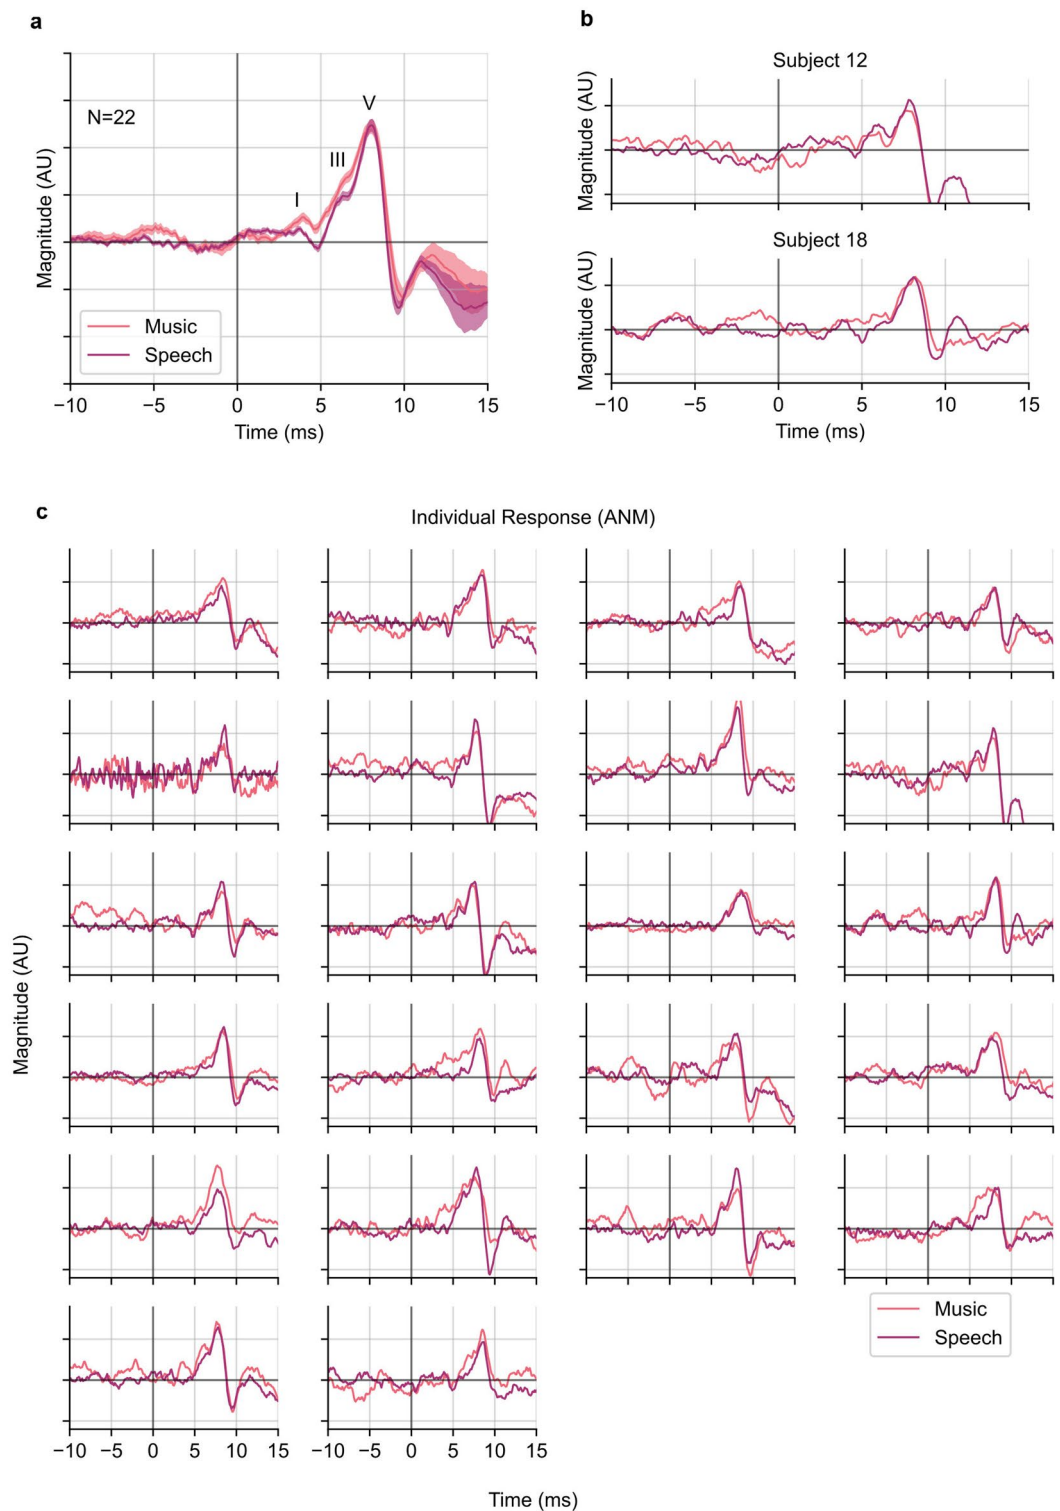 a
N=22
I
III
V
Magnitude (AU)
Music
Speech
−10 −5 0 5 10 15
Time (ms)
b
Subject 12
Magnitude (AU)
Subject 18
Magnitude (AU)
−10 −5 0 5 10 15
Time (ms)
c
Individual Response (ANM)
Magnitude (AU)
Music
Speech
−10 −5 0 5 10 15
−10 −5 0 5 10 15
Time (ms)